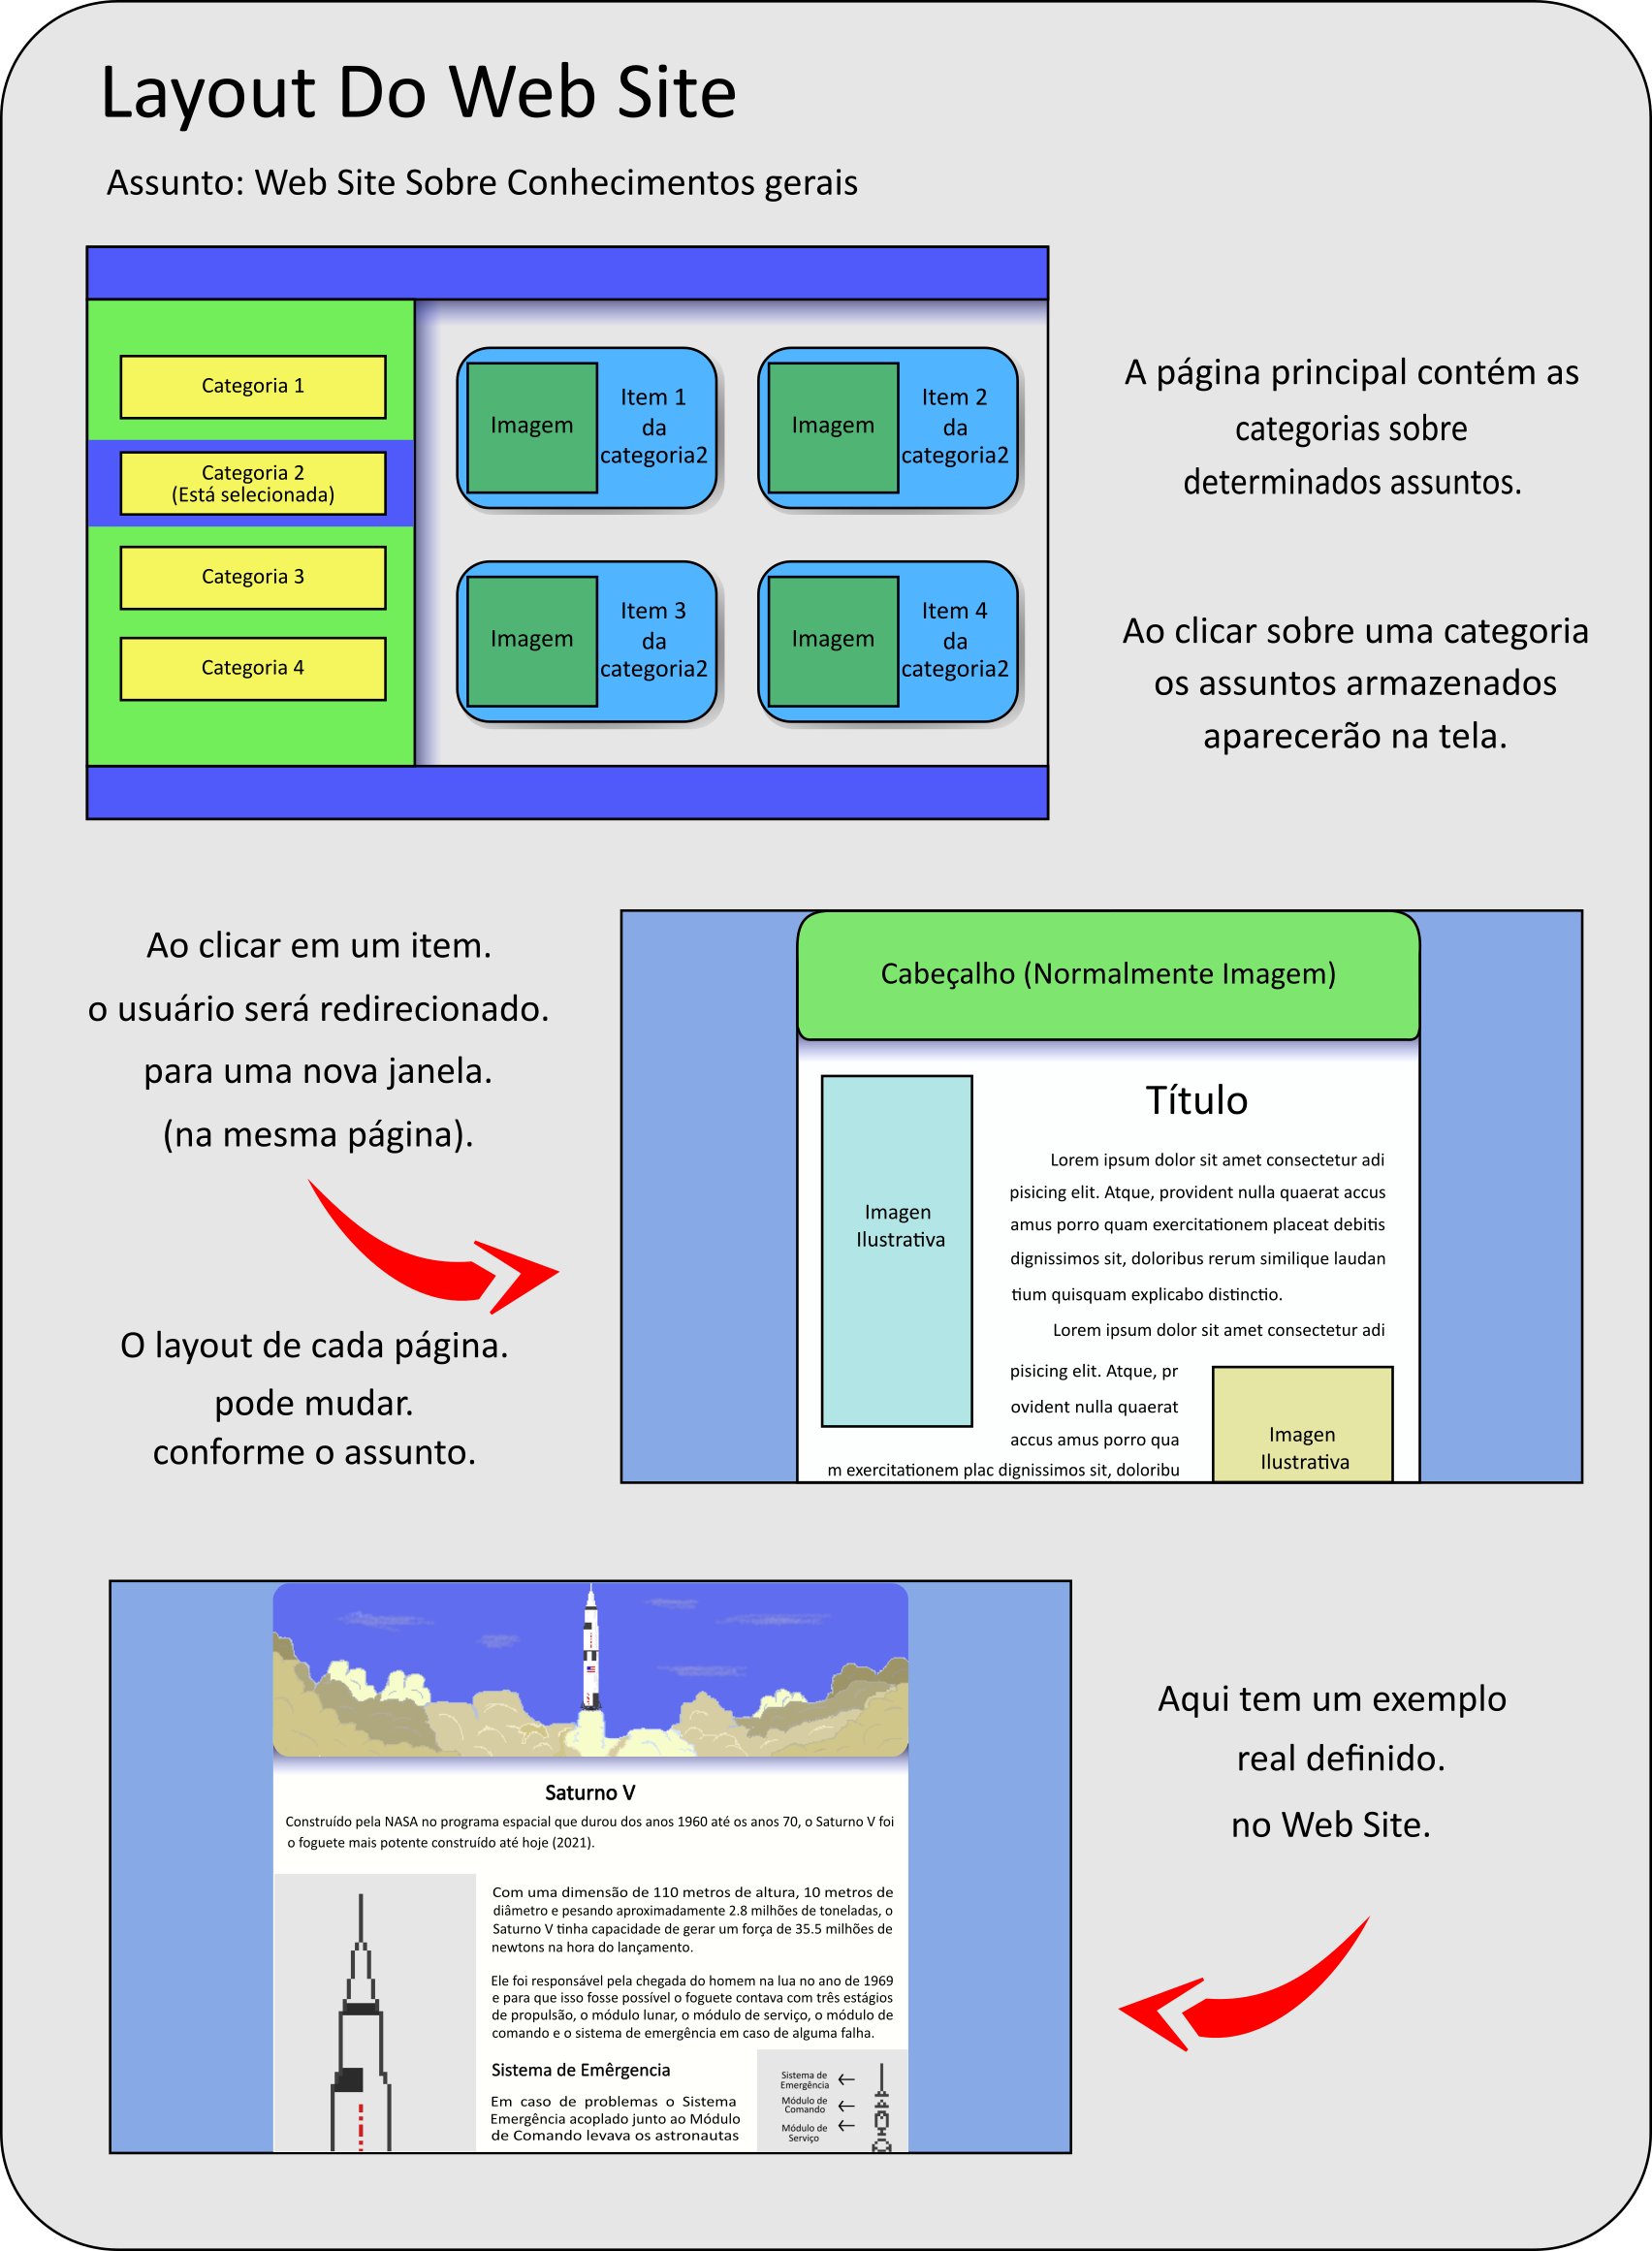 Layout Do Web Site
Assunto: Web Site Sobre Conhecimentos gerais
Categoria 1
Categoria 2
(Está selecionada)
Categoria 3
Categoria 4
Imagem
Item 1
da
categoria2
Imagem
Item 2
da
categoria2
Imagem
Item 3
da
categoria2
Imagem
Item 4
da
categoria2
A página principal contém as
categorias sobre
determinados assuntos.
Ao clicar sobre uma categoria
os assuntos armazenados
aparecerão na tela.
Ao clicar em um item.
o usuário será redirecionado.
para uma nova janela.
(na mesma página).
O layout de cada página.
pode mudar.
conforme o assunto.
Cabeçalho (Normalmente Imagem)
Imagen
Ilustrativa
Título
Lorem ipsum dolor sit amet consectetur adi
pisicing elit. Atque, provident nulla quaerat accus
amus porro quam exercitationem placeat debitis
dignissimos sit, doloribus rerum similique laudan
tium quisquam explicabo distinctio.
Lorem ipsum dolor sit amet consectetur adi
pisicing elit. Atque, pr
ovident nulla quaerat
accus amus porro qua
m exercitationem plac dignissimos sit, doloribu
Imagen
Ilustrativa
Saturno V
Construído pela NASA no programa espacial que durou dos anos 1960 até os anos 70, o Saturno V foi
o foguete mais potente construído até hoje (2021).
Com uma dimensão de 110 metros de altura, 10 metros de
diâmetro e pesando aproximadamente 2.8 milhões de toneladas, o
Saturno V tinha capacidade de gerar um força de 35.5 milhões de
newtons na hora do lançamento.
Ele foi responsável pela chegada do homem na lua no ano de 1969
e para que isso fosse possível o foguete contava com três estágios
de propulsão, o módulo lunar, o módulo de serviço, o módulo de
comando e o sistema de emergência em caso de alguma falha.
Sistema de Emêrgencia
Em caso de problemas o Sistema
Emergência acoplado junto ao Módulo
de Comando levava os astronautas
Sistema de
Emergência
Módulo de
Comando
Módulo de
Serviço
Aqui tem um exemplo
real definido.
no Web Site.